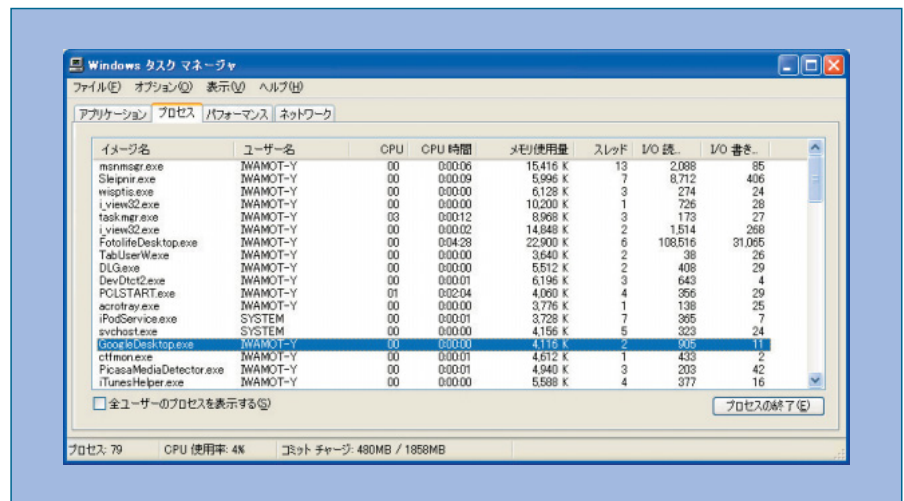 Windows タスク マネージャ
ファイル(F) オプション(O) 表示(V) ヘルプ(H)
アプリケーション プロセス パフォーマンス ネットワーク
イメージ名 ユーザー名 CPU CPU 時間 メモリ使用量 スレッド I/O 読... I/O 書き...
msnmsgr.exe IWAMOT-Y 00 0:00:06 15,416 K 13 2,088 85
Sleipnir.exe IWAMOT-Y 00 0:00:09 5,996 K 7 8,712 406
wisptis.exe IWAMOT-Y 00 0:00:00 6,128 K 3 274 24
i_view32.exe IWAMOT-Y 00 0:00:00 10,200 K 1 726 28
taskmgr.exe IWAMOT-Y 03 0:00:12 8,968 K 3 173 27
i_view32.exe IWAMOT-Y 00 0:00:02 14,848 K 2 1,514 268
FotolifeDesktop.exe IWAMOT-Y 00 0:04:28 22,900 K 6 108,516 31,065
TabUserW.exe IWAMOT-Y 00 0:00:00 3,640 K 2 38 26
DLG.exe IWAMOT-Y 00 0:00:00 5,512 K 2 408 29
DevDtct2.exe IWAMOT-Y 00 0:00:01 6,196 K 3 643 4
PCLSTART.exe IWAMOT-Y 01 0:02:04 4,060 K 4 356 29
acrotray.exe IWAMOT-Y 00 0:00:00 3,776 K 1 138 25
iPodService.exe SYSTEM 00 0:00:01 3,728 K 7 365 7
svchost.exe SYSTEM 00 0:00:00 4,156 K 5 323 24
GoogleDesktop.exe IWAMOT-Y 00 0:00:00 4,116 K 2 905 11
ctfmon.exe IWAMOT-Y 00 0:00:01 4,612 K 1 433 2
PicasaMediaDetector.exe IWAMOT-Y 00 0:00:01 4,940 K 3 203 42
iTunesHelper.exe IWAMOT-Y 00 0:00:00 5,588 K 4 377 16
全ユーザーのプロセスを表示する(S) プロセスの終了(E)
プロセス: 79 CPU 使用率: 4% コミット チャージ: 480MB / 1858MB